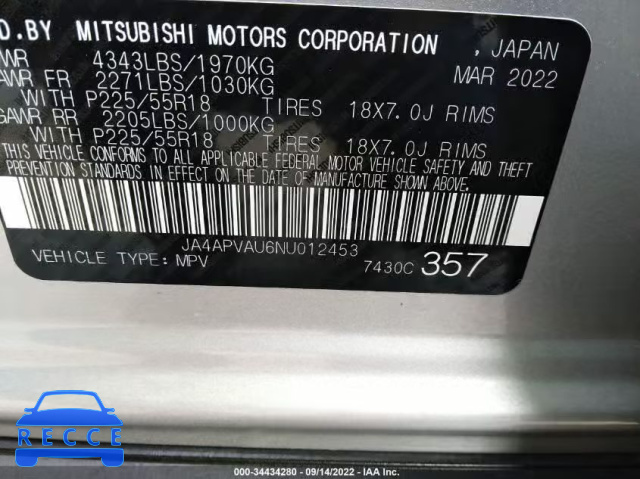 D.BY MITSUBISHI MOTORS CORPORATION , JAPAN
WR 4343LBS/1970KG MAR 2022
AWR FR 2271LBS/1030KG
WITH P225/55R18 TIRES 18X7.0J RIMS
GAWR RR 2205LBS/1000KG
WITH P225/55R18 TIRES 18X7.0J RIMS
THIS VEHICLE CONFORMS TO ALL APPLICABLE FEDERAL MOTOR VEHICLE SAFETY AND THEFT
PREVENTION STANDARDS IN EFFECT ON THE DATE OF MANUFACTURE SHOWN ABOVE.
JA4APVAU6NU012453
VEHICLE TYPE: MPV 7430C 357
RECCE
000-34434280 - 09/14/2022 - IAA Inc.